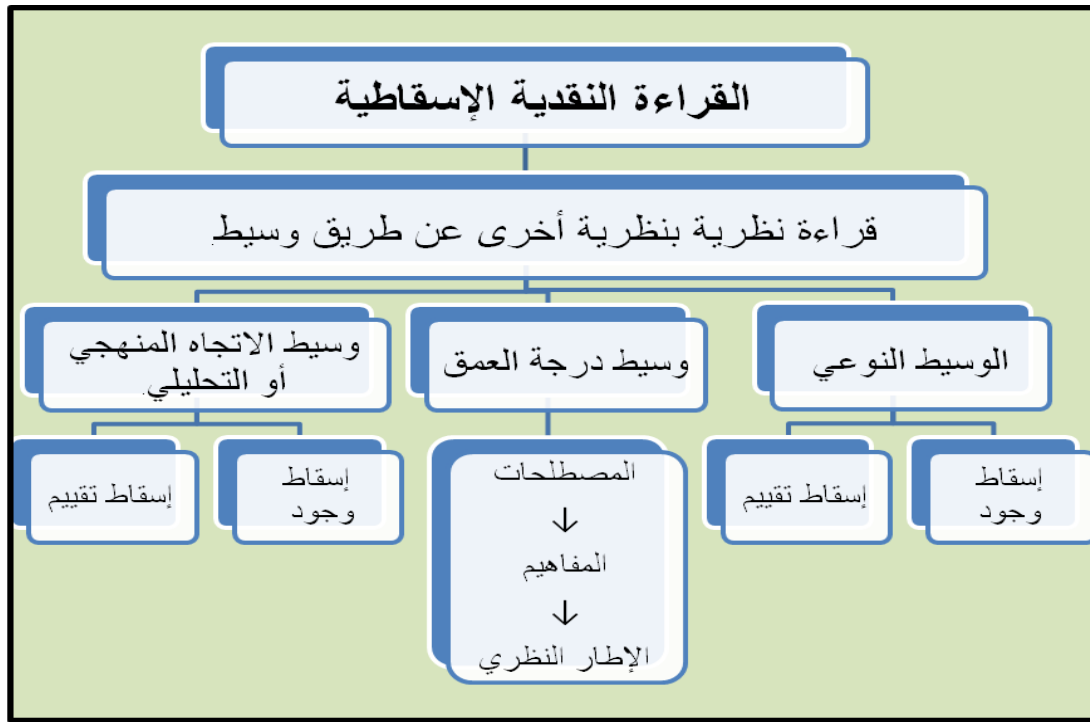 القراءة النقدية الإسقاطية
قراءة نظرية بنظرية أخرى عن طريق وسيط.
الوسيط النوعي
وسيط درجة العمق
وسيط الاتجاه المنهجي
أو التحليلي.
إسقاط
وجود
إسقاط تقييم
المصطلحات
↓
المفاهيم
↓
الإطار النظري
إسقاط
وجود
إسقاط تقييم